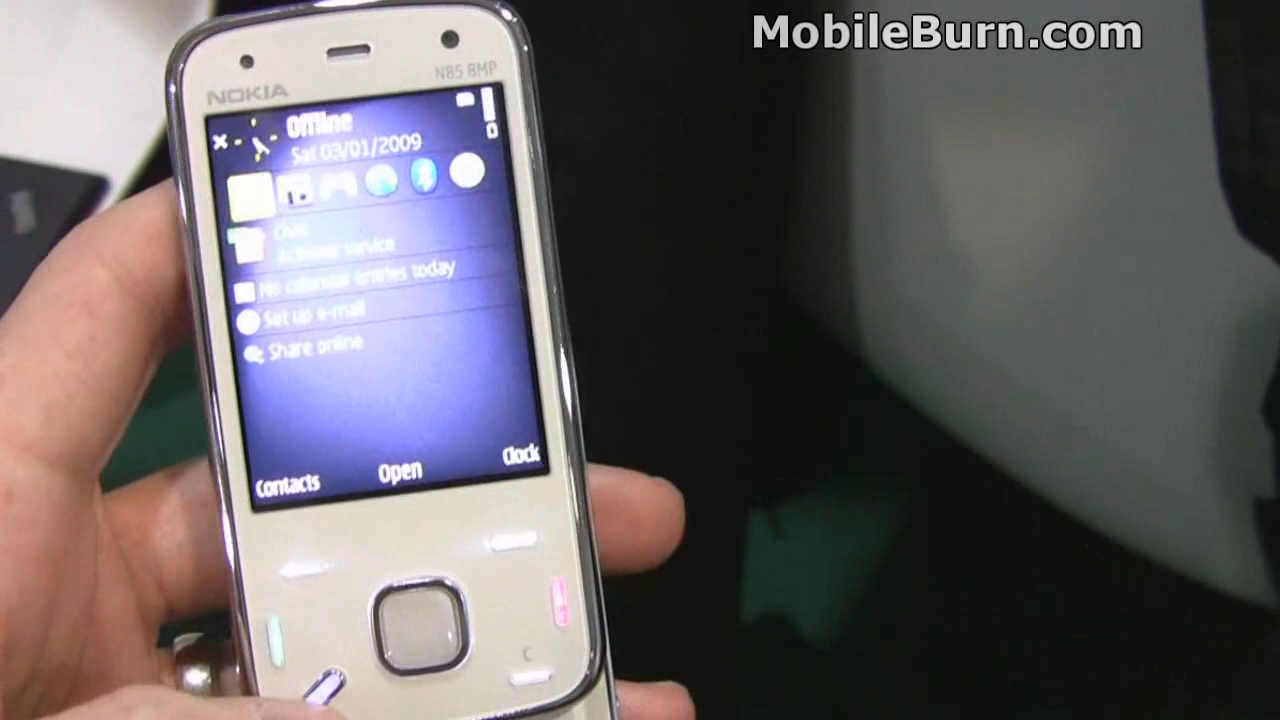 MobileBurn.com
N85 8MP
NOKIA
Offline
Sat 03/01/2009
Chat
Activate service
No calendar entries today
Set up e-mail
Share online
Contacts
Open
Clock
C